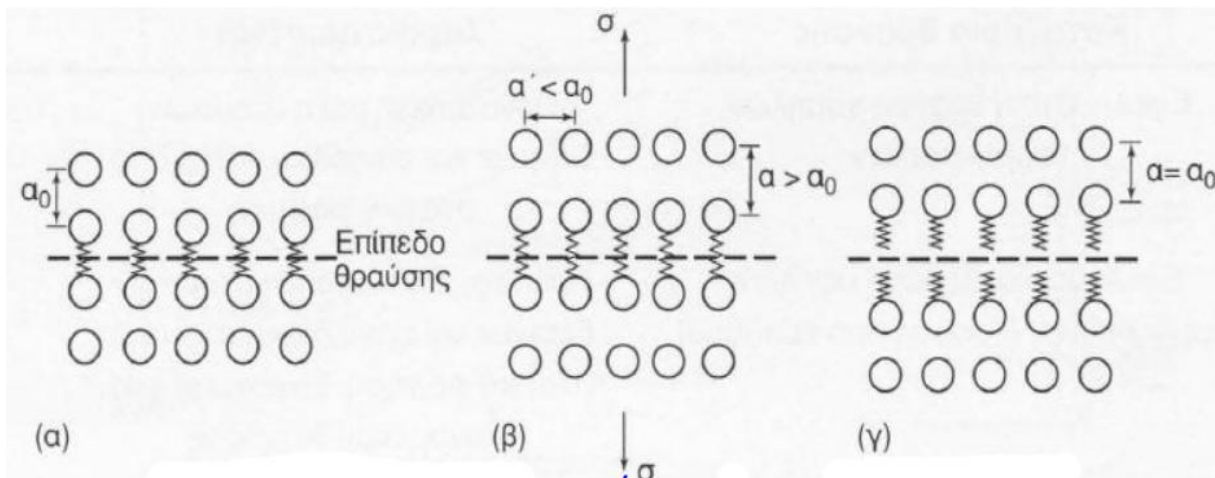 σ
α´ < α₀
α₀
α > α₀
α = α₀
Επίπεδο
θραύσης
(α)
(β)
(γ)
σ